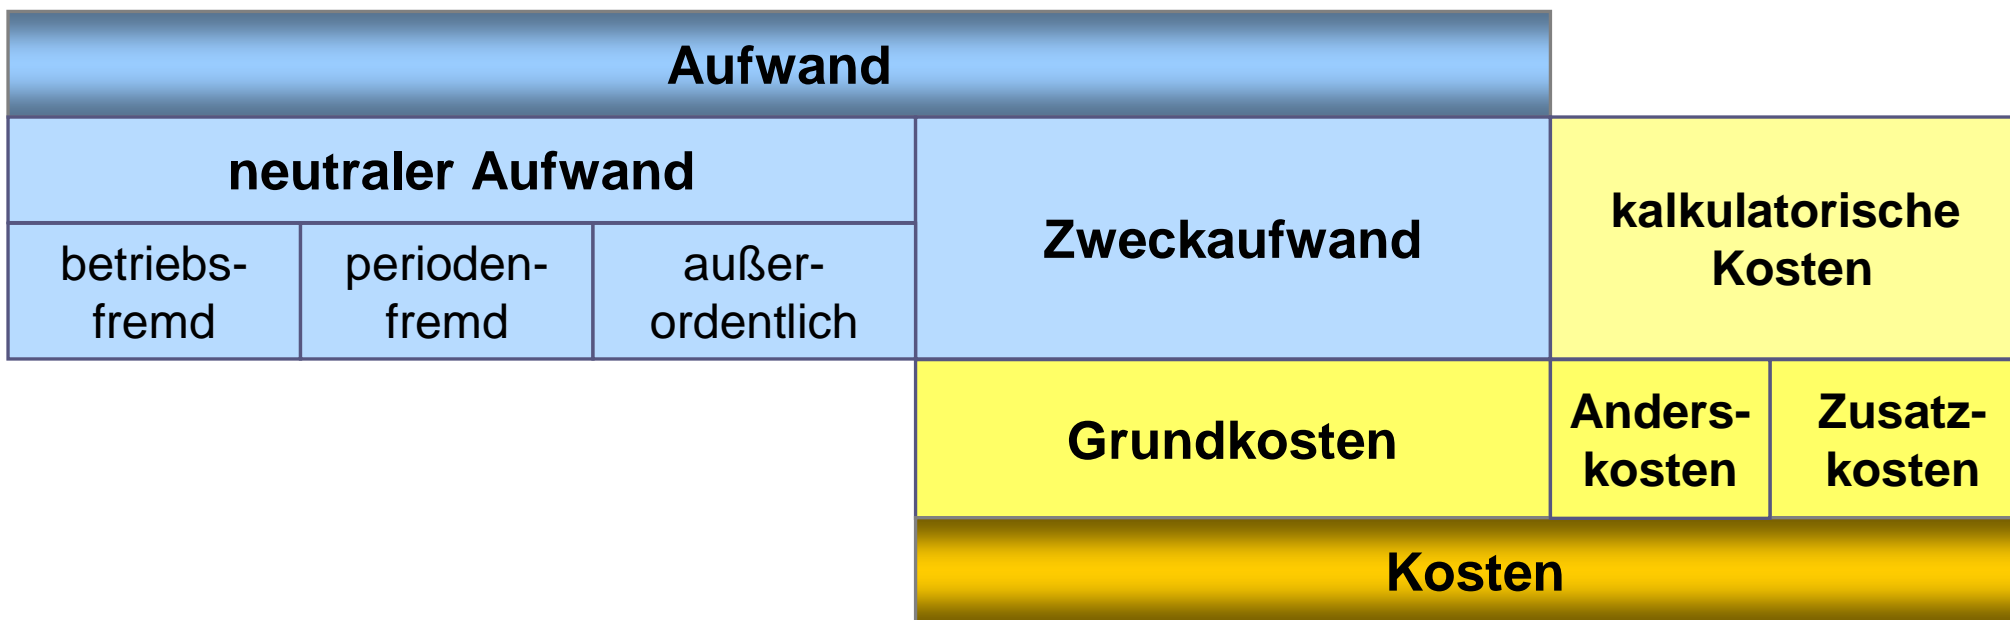 Aufwand
neutraler Aufwand
betriebs-
fremd
perioden-
fremd
außer-
ordentlich
Zweckaufwand
kalkulatorische
Kosten
Grundkosten
Anders-
kosten
Zusatz-
kosten
Kosten